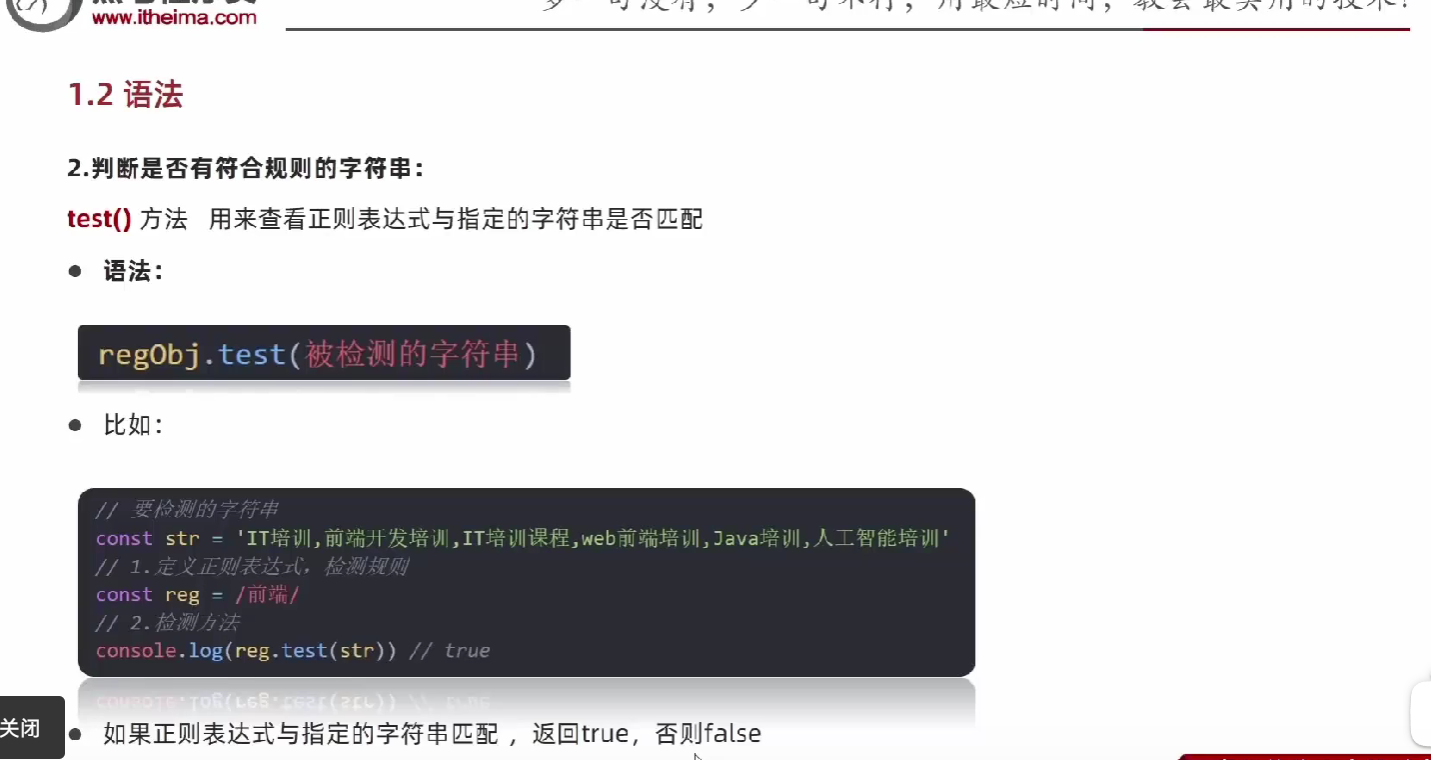 www.itheima.com
1.2 语法
2.判断是否有符合规则的字符串：
test() 方法 用来查看正则表达式与指定的字符串是否匹配
语法：
regObj.test(被检测的字符串)
比如：
// 要检测的字符串
const str = 'IT培训,前端开发培训,IT培训课程,web前端培训,Java培训,人工智能培训'
// 1.定义正则表达式，检测规则
const reg = /前端/
// 2.检测方法
console.log(reg.test(str)) // true
关闭
如果正则表达式与指定的字符串匹配 ，返回true，否则false